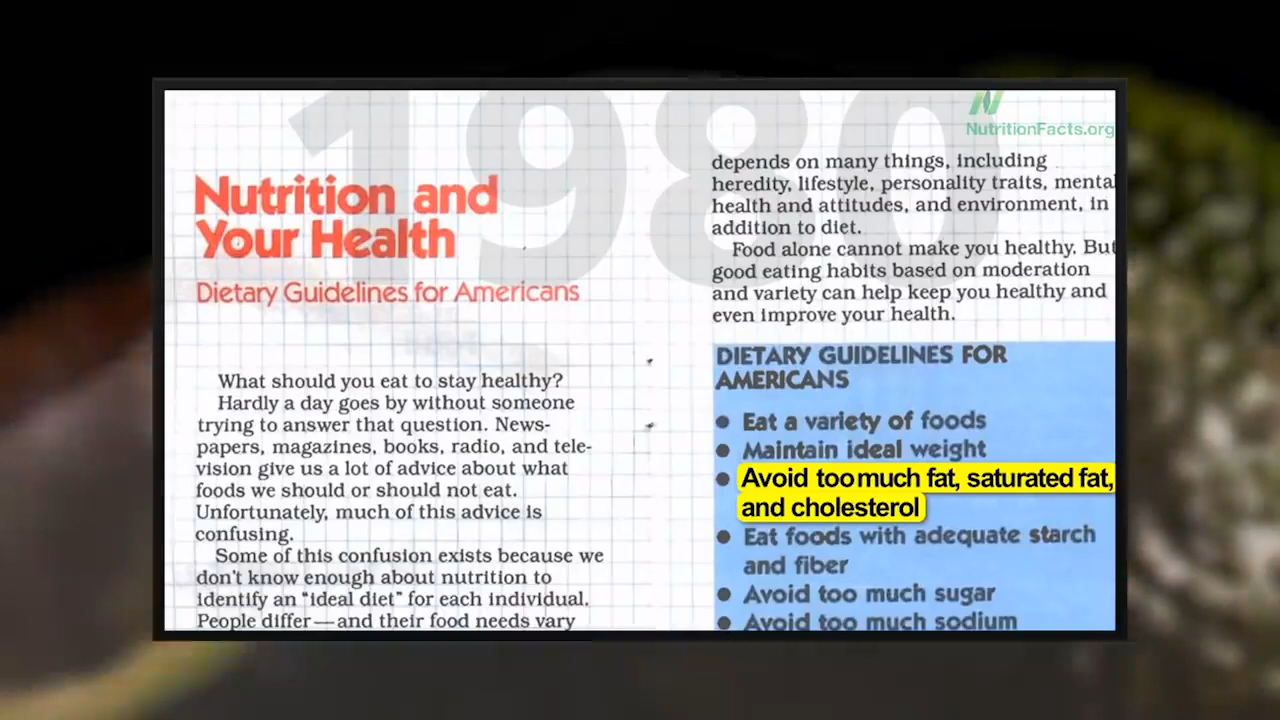 1980
NutritionFacts.org
Nutrition and
Your Health
Dietary Guidelines for Americans
What should you eat to stay healthy?
Hardly a day goes by without someone
trying to answer that question. News-
papers, magazines, books, radio, and tele-
vision give us a lot of advice about what
foods we should or should not eat.
Unfortunately, much of this advice is
confusing.
Some of this confusion exists because we
don't know enough about nutrition to
identify an "ideal diet" for each individual.
People differ—and their food needs vary
depends on many things, including
heredity, lifestyle, personality traits, mental
health and attitudes, and environment, in
addition to diet.
Food alone cannot make you healthy. But
good eating habits based on moderation
and variety can help keep you healthy and
even improve your health.
DIETARY GUIDELINES FOR
AMERICANS
● Eat a variety of foods
● Maintain ideal weight
● Avoid too much fat, saturated fat,
and cholesterol
● Eat foods with adequate starch
and fiber
● Avoid too much sugar
● Avoid too much sodium